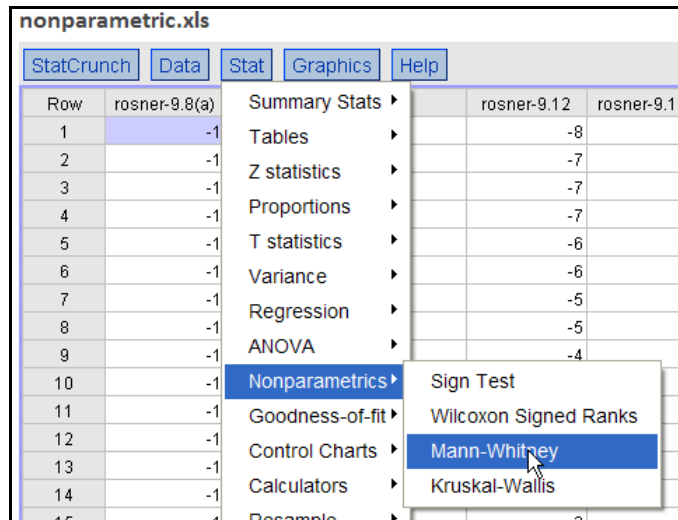 nonparametric.xls
StatCrunch Data Stat Graphics Help
Row rosner-9.8(a) rosner-9.12 rosner-9.1
1 -1 -8
2 -1 -7
3 -1 -7
4 -1 -7
5 -1 -6
6 -1 -6
7 -1 -5
8 -1 -5
9 -1 -4
10 -1
11 -1
12 -1
13 -1
14 -1
Summary Stats
Tables
Z statistics
Proportions
T statistics
Variance
Regression
ANOVA
Nonparametrics
Goodness-of-fit
Control Charts
Calculators
Resample
Sign Test
Wilcoxon Signed Ranks
Mann-Whitney
Kruskal-Wallis